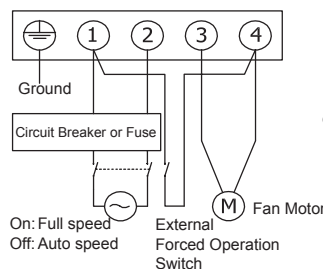 1 2 3 4
Ground
Circuit Breaker or Fuse
M Fan Motor
On: Full speed
Off: Auto speed
External
Forced Operation
Switch